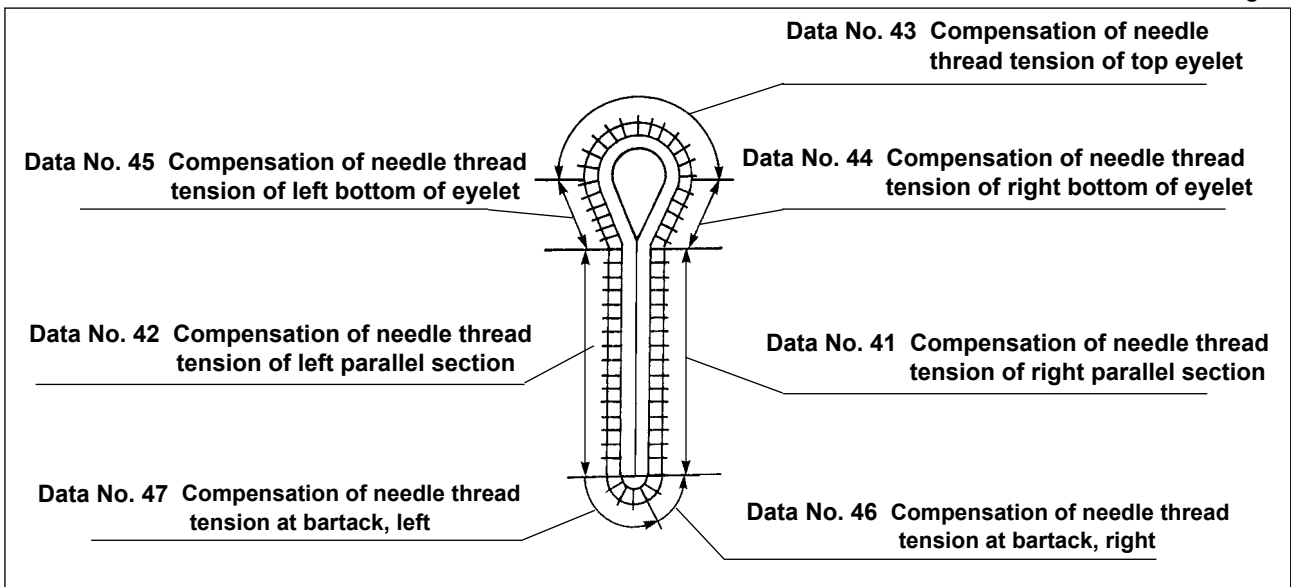 Data No. 43 Compensation of needle
thread tension of top eyelet
Data No. 45 Compensation of needle thread
tension of left bottom of eyelet
Data No. 44 Compensation of needle thread
tension of right bottom of eyelet
Data No. 42 Compensation of needle thread
tension of left parallel section
Data No. 41 Compensation of needle thread
tension of right parallel section
Data No. 47 Compensation of needle thread
tension at bartack, left
Data No. 46 Compensation of needle thread
tension at bartack, right